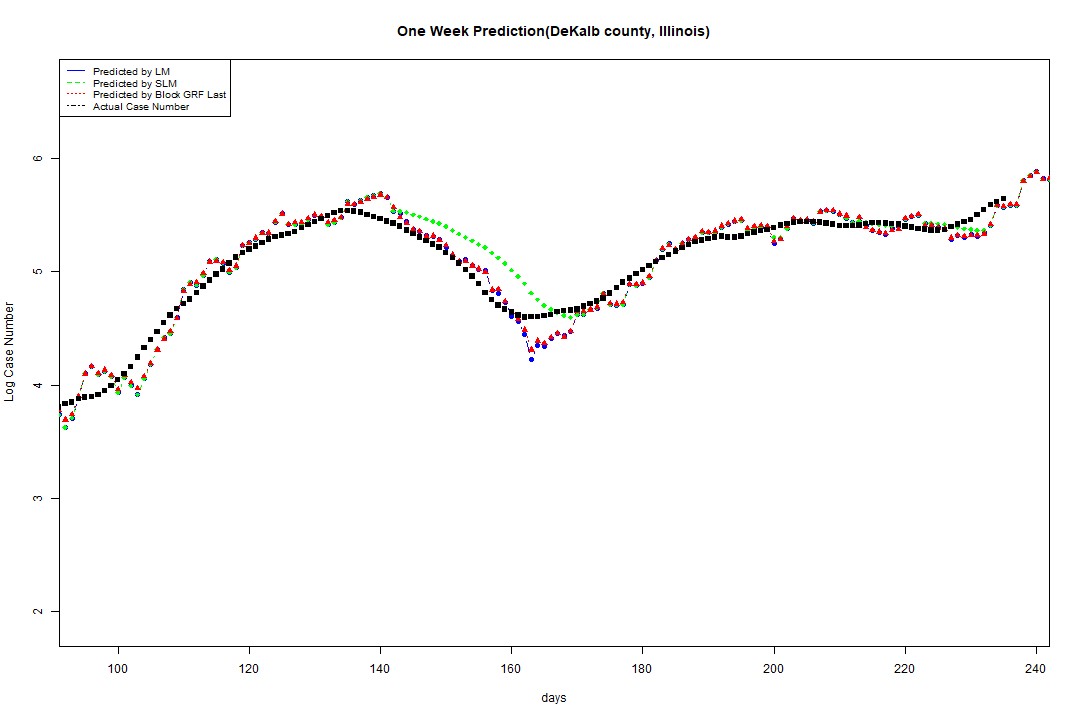 One Week Prediction(DeKalb county, Illinois)
Predicted by LM
Predicted by SLM
Predicted by Block GRF Last
Actual Case Number
6
5
4
3
2
Log Case Number
100 120 140 160 180 200 220 240
days